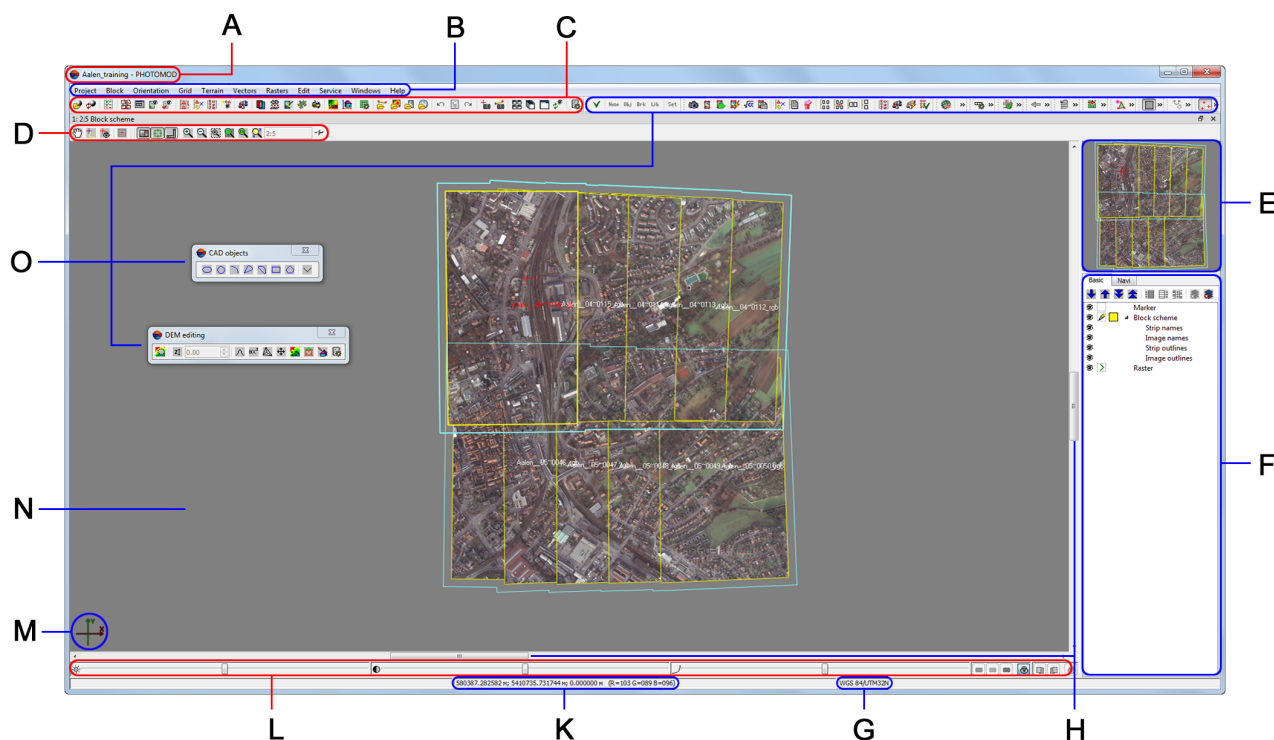 A
B
C
Aalen_training - PHOTOMOD
Project Block Orientation Grid Terrain Vectors Rasters Edit Service Windows Help
None Obj Brk Lib Set
1: 2:5 Block scheme
D
2:5
E
CAD objects
O
Basic Navi
Marker
Block scheme
Strip names
Image names
Strip outlines
Image outlines
Raster
DEM editing
0.00
F
N
M
580387.282582 м; 5410735.731744 м; 0.000000 м (R=103 G=089 B=096)
WGS 84/UTM32N
L
K
G
H